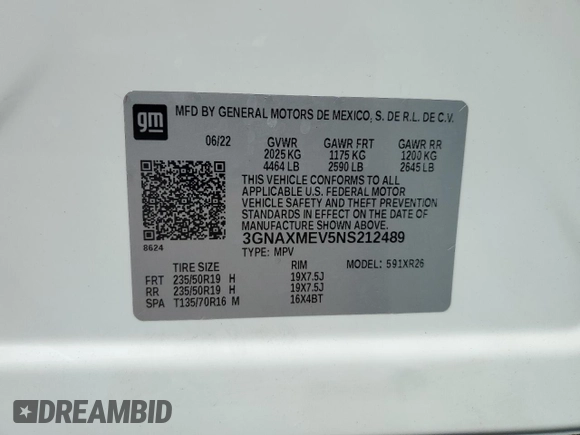 gm
MFD BY GENERAL MOTORS DE MEXICO, S. DE R.L. DE C.V.
06/22 GVWR GAWR FRT GAWR RR
2025 KG 1175 KG 1200 KG
4464 LB 2590 LB 2645 LB
THIS VEHICLE CONFORMS TO ALL
APPLICABLE U.S. FEDERAL MOTOR
VEHICLE SAFETY AND THEFT
PREVENTION STANDARDS IN
EFFECT ON THE DATE OF
MANUFACTURE SHOWN ABOVE.
8624
3GNAXMEV5NS212489
TYPE: MPV
TIRE SIZE RIM MODEL: 591XR26
FRT 235/50R19 H 19X7.5J
RR 235/50R19 H 19X7.5J
SPA T135/70R16 M 16X4BT
DREAMBID